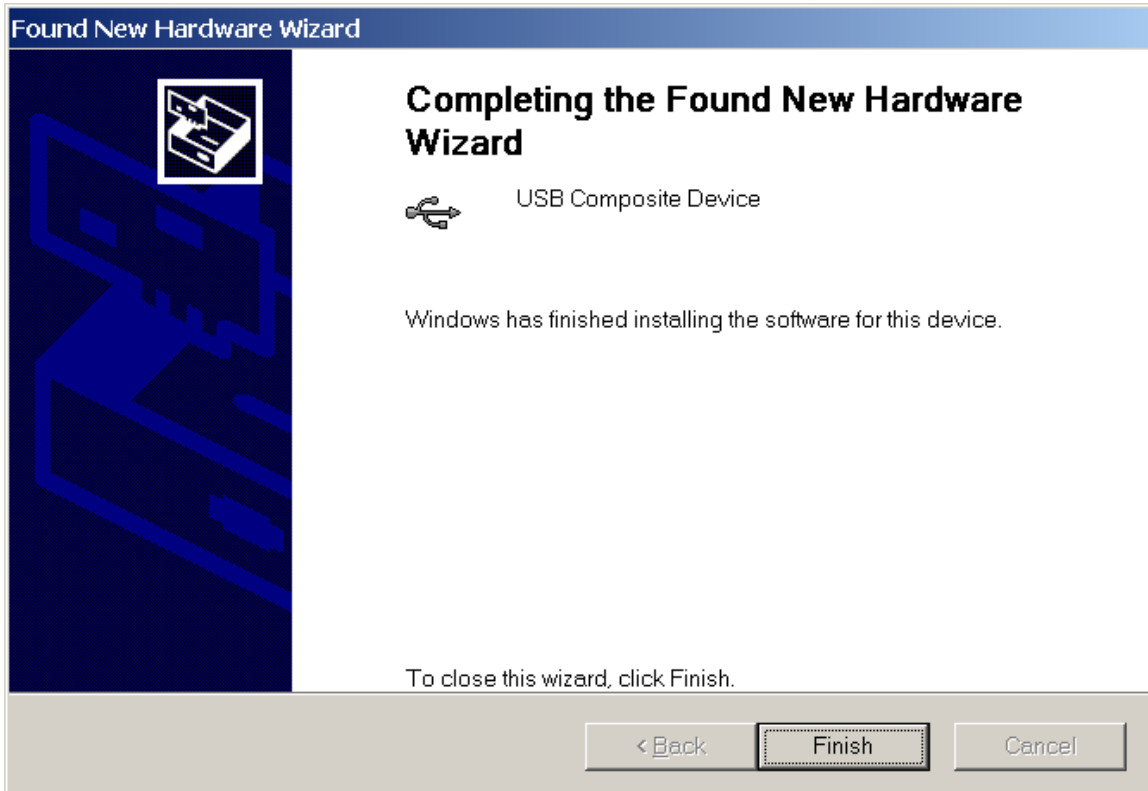 Found New Hardware Wizard
Completing the Found New Hardware
Wizard
USB Composite Device
Windows has finished installing the software for this device.
To close this wizard, click Finish.
< Back
Finish
Cancel